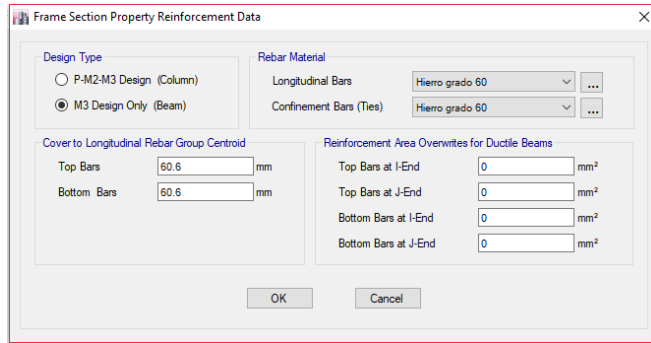 Frame Section Property Reinforcement Data
Design Type
P-M2-M3 Design (Column)
M3 Design Only (Beam)
Rebar Material
Longitudinal Bars Hierro grado 60 ...
Confinement Bars (Ties) Hierro grado 60 ...
Cover to Longitudinal Rebar Group Centroid
Top Bars 60.6 mm
Bottom Bars 60.6 mm
Reinforcement Area Overwrites for Ductile Beams
Top Bars at I-End 0 mm²
Top Bars at J-End 0 mm²
Bottom Bars at I-End 0 mm²
Bottom Bars at J-End 0 mm²
OK Cancel